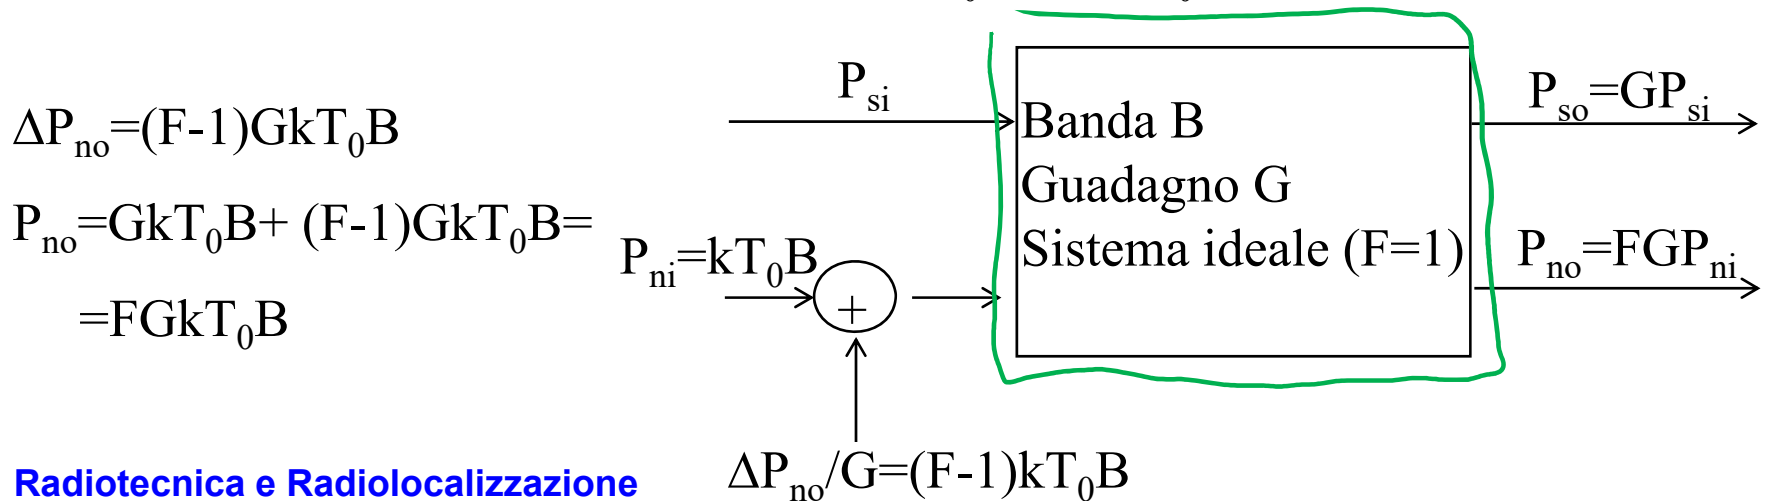 ΔP_no=(F-1)GkT_0B
P_no=GkT_0B+ (F-1)GkT_0B=
=FGkT_0B
P_si
P_ni=kT_0B
+
ΔP_no/G=(F-1)kT_0B
Banda B
Guadagno G
Sistema ideale (F=1)
P_so=GP_si
P_no=FGP_ni
Radiotecnica e Radiolocalizzazione